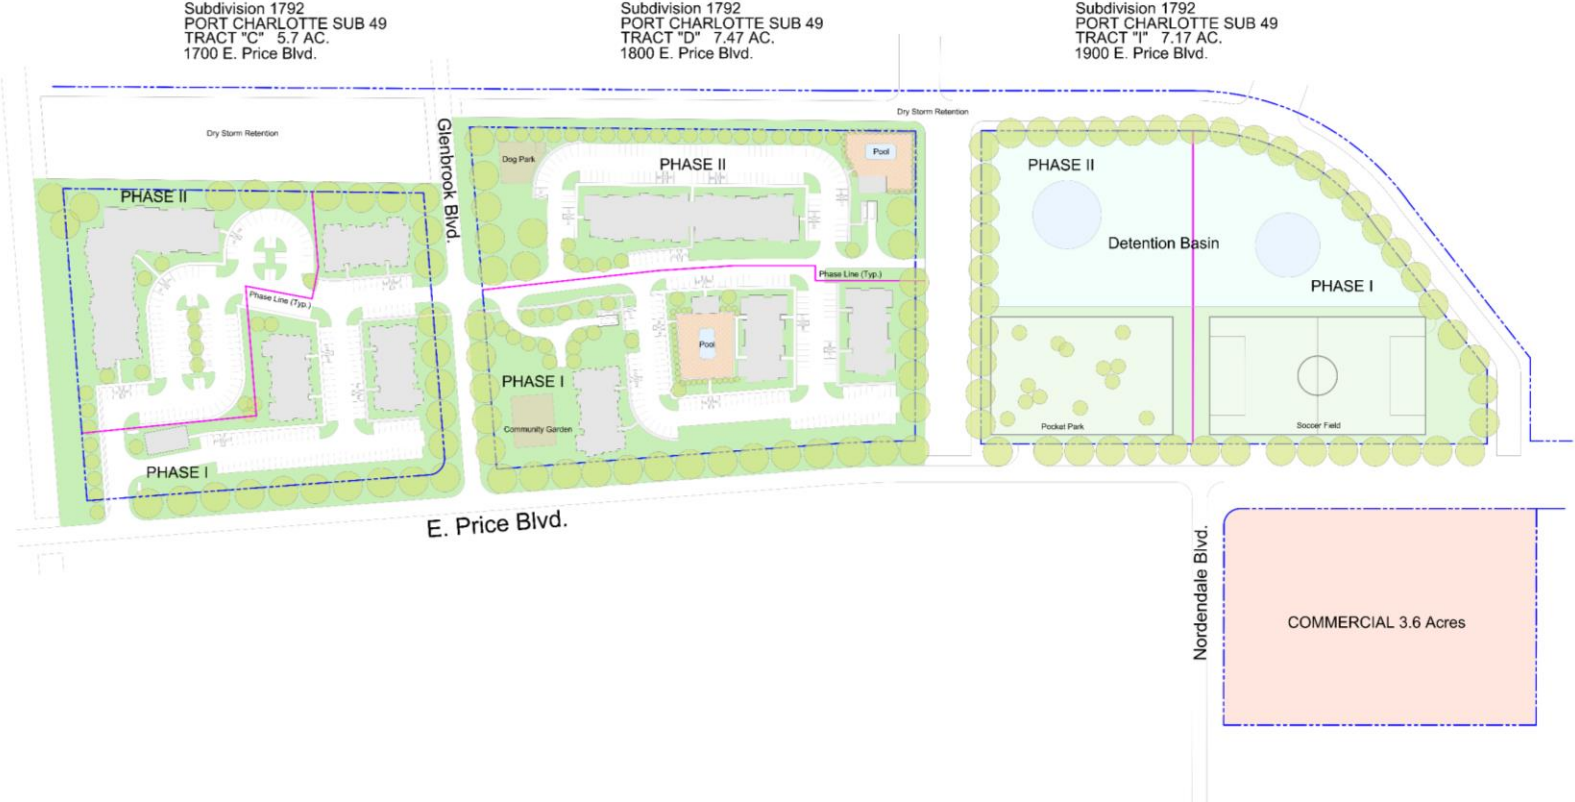 Subdivision 1792
PORT CHARLOTTE SUB 49
TRACT "C" 5.7 AC.
1700 E. Price Blvd.
Subdivision 1792
PORT CHARLOTTE SUB 49
TRACT "D" 7.47 AC.
1800 E. Price Blvd.
Subdivision 1792
PORT CHARLOTTE SUB 49
TRACT "I" 7.17 AC.
1900 E. Price Blvd.
Dry Storm Retention
Dry Storm Retention
Glenbrook Blvd.
PHASE II
Phase Line (Typ.)
PHASE I
Dog Park
PHASE II
Pool
Phase Line (Typ.)
Pool
PHASE I
Community Garden
PHASE II
Detention Basin
PHASE I
Pocket Park
Soccer Field
E. Price Blvd.
Nordendale Blvd.
COMMERCIAL 3.6 Acres